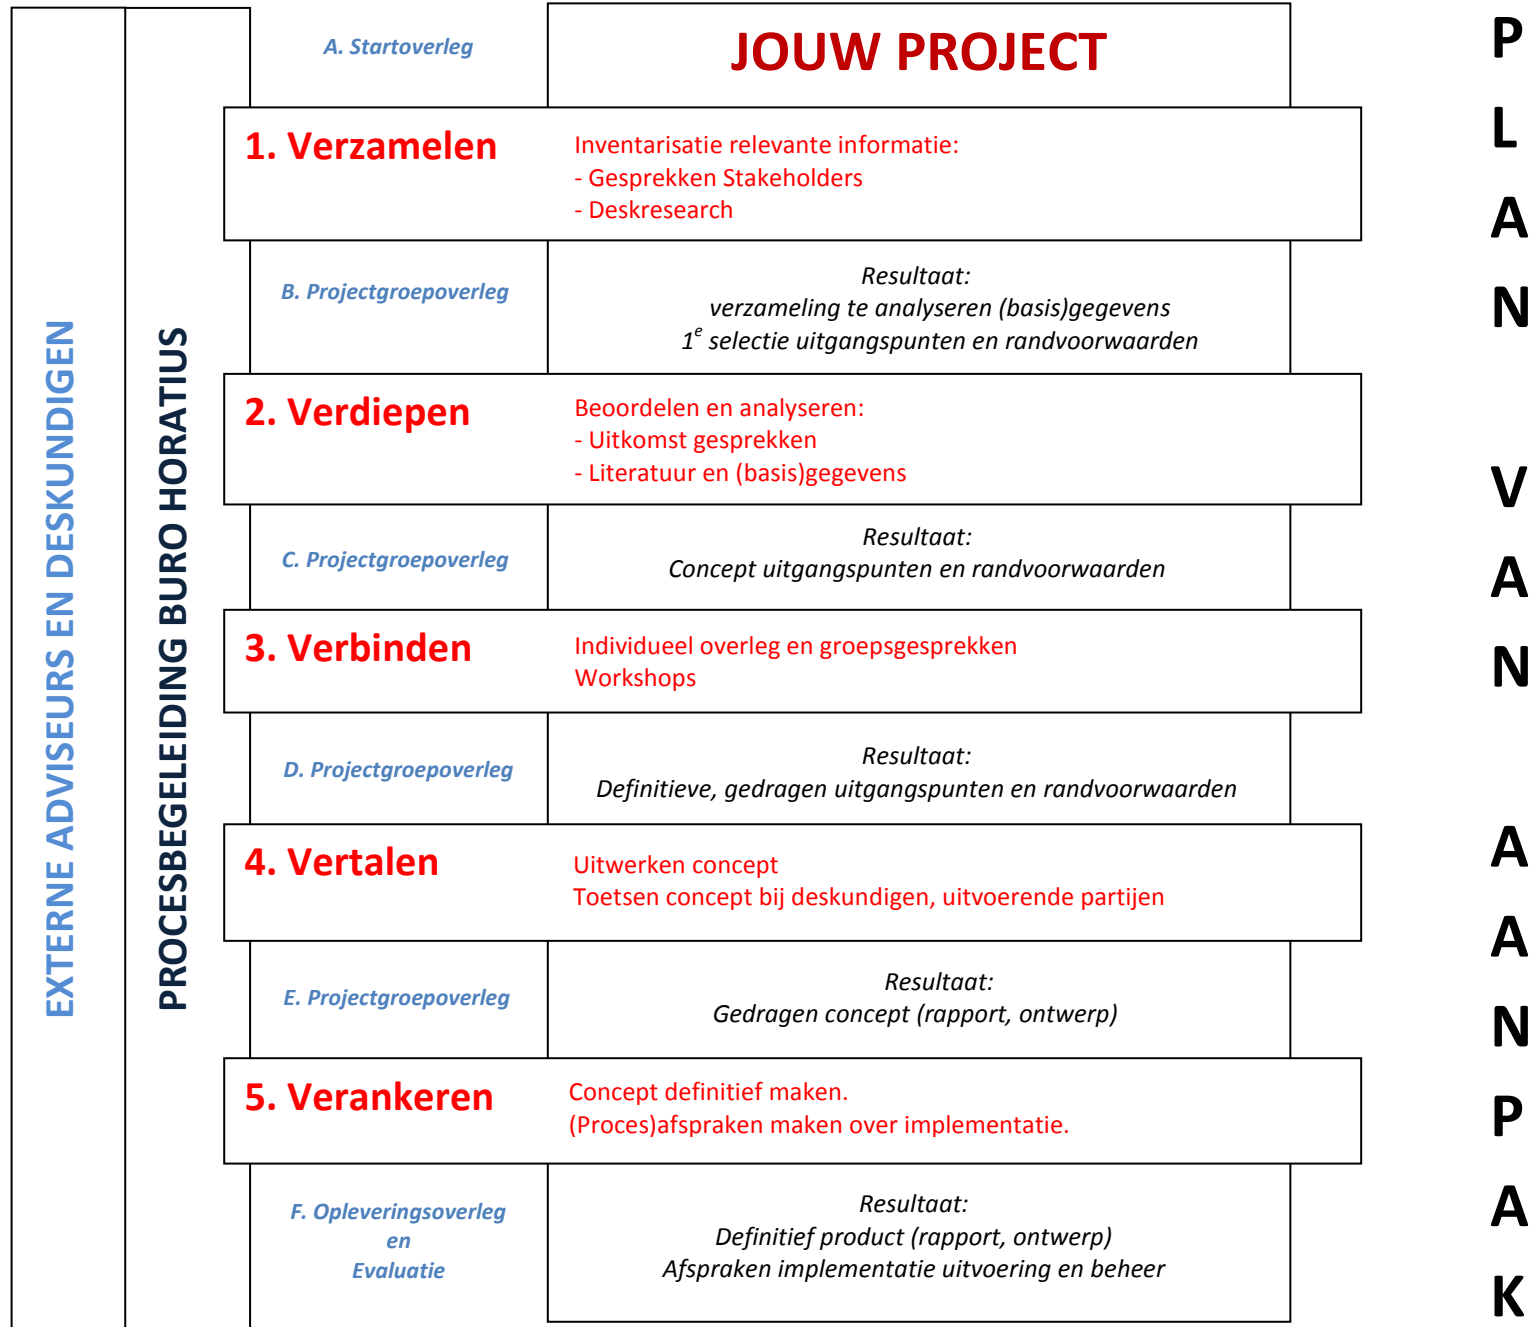 EXTERNE ADVISEURS EN DESKUNDIGEN
PROCESBEGELEIDING BURO HORATIUS
A. Startoverleg
JOUW PROJECT
1. Verzamelen
Inventarisatie relevante informatie:
- Gesprekken Stakeholders
- Deskresearch
B. Projectgroepoverleg
Resultaat:
verzameling te analyseren (basis)gegevens
1e selectie uitgangspunten en randvoorwaarden
2. Verdiepen
Beoordelen en analyseren:
- Uitkomst gesprekken
- Literatuur en (basis)gegevens
C. Projectgroepoverleg
Resultaat:
Concept uitgangspunten en randvoorwaarden
3. Verbinden
Individueel overleg en groepsgesprekken
Workshops
D. Projectgroepoverleg
Resultaat:
Definitieve, gedragen uitgangspunten en randvoorwaarden
4. Vertalen
Uitwerken concept
Toetsen concept bij deskundigen, uitvoerende partijen
E. Projectgroepoverleg
Resultaat:
Gedragen concept (rapport, ontwerp)
5. Verankeren
Concept definitief maken.
(Proces)afspraken maken over implementatie.
F. Opleveringsoverleg
en
Evaluatie
Resultaat:
Definitief product (rapport, ontwerp)
Afspraken implementatie uitvoering en beheer
PLAN VAN AANPAK